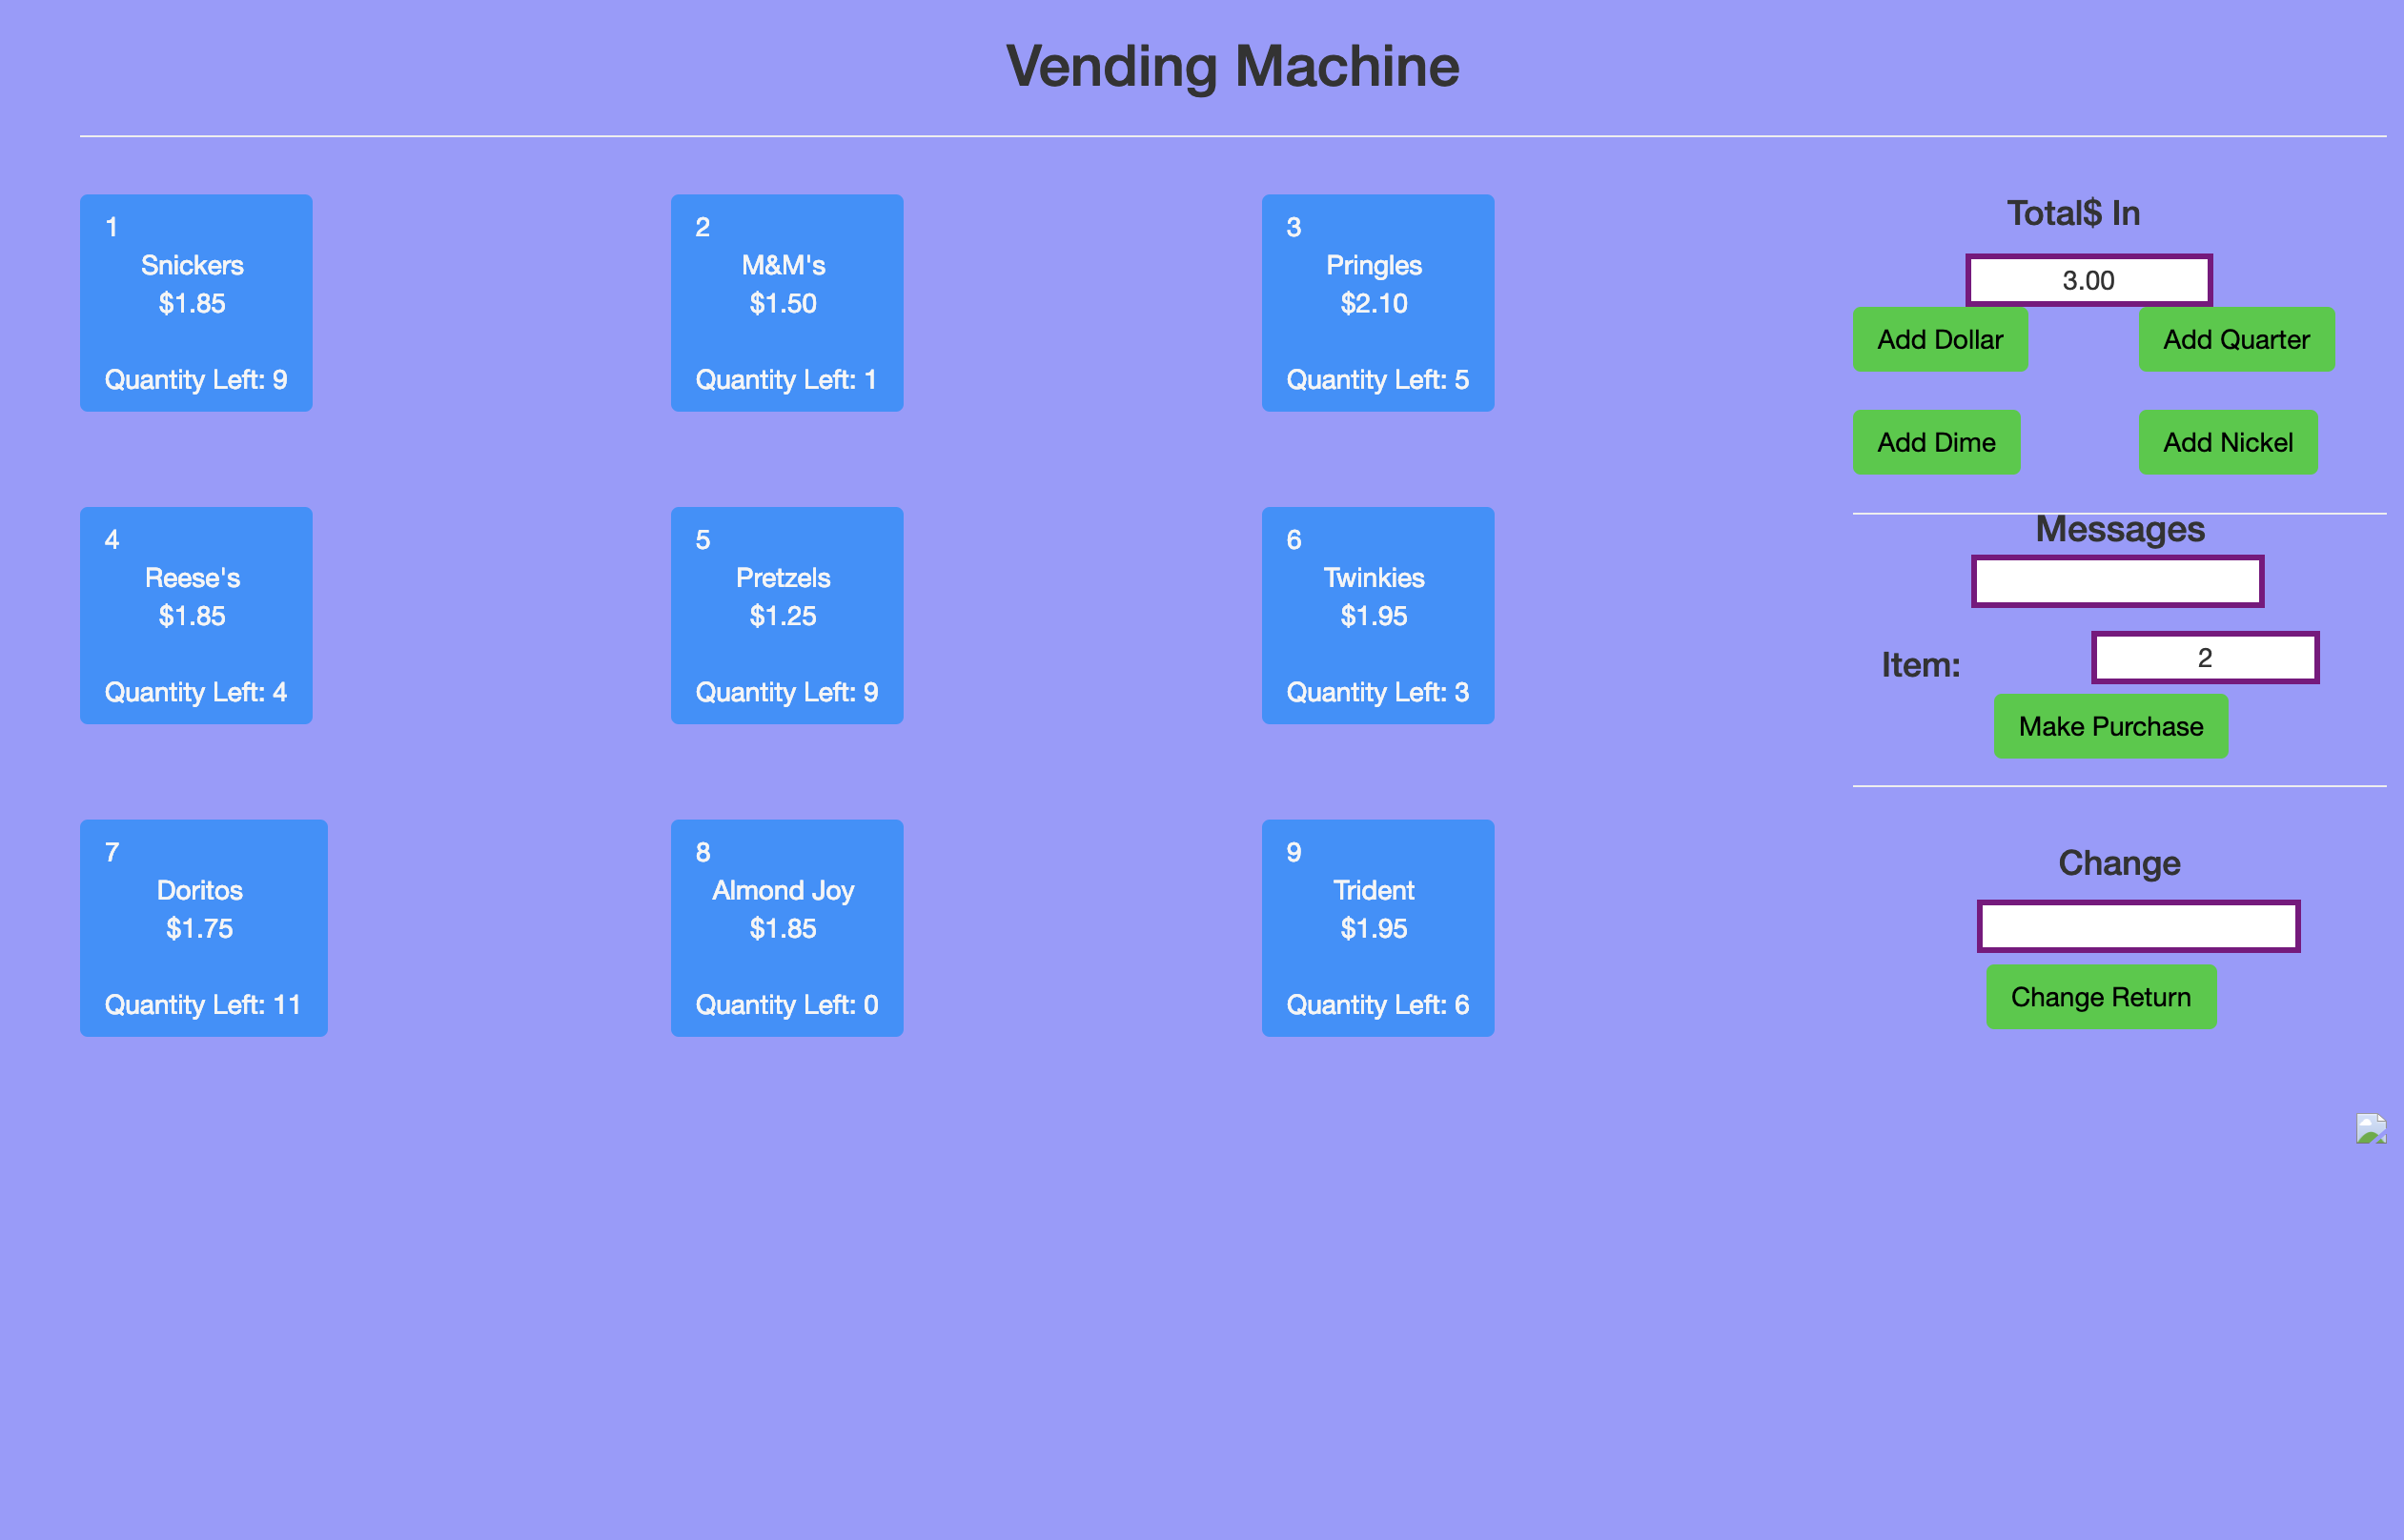 Vending Machine
1
Snickers
$1.85
Quantity Left: 9
2
M&M's
$1.50
Quantity Left: 1
3
Pringles
$2.10
Quantity Left: 5
4
Reese's
$1.85
Quantity Left: 4
5
Pretzels
$1.25
Quantity Left: 9
6
Twinkies
$1.95
Quantity Left: 3
7
Doritos
$1.75
Quantity Left: 11
8
Almond Joy
$1.85
Quantity Left: 0
9
Trident
$1.95
Quantity Left: 6
Total$ In
3.00
Add Dollar
Add Quarter
Add Dime
Add Nickel
Messages
Item:
2
Make Purchase
Change
Change Return